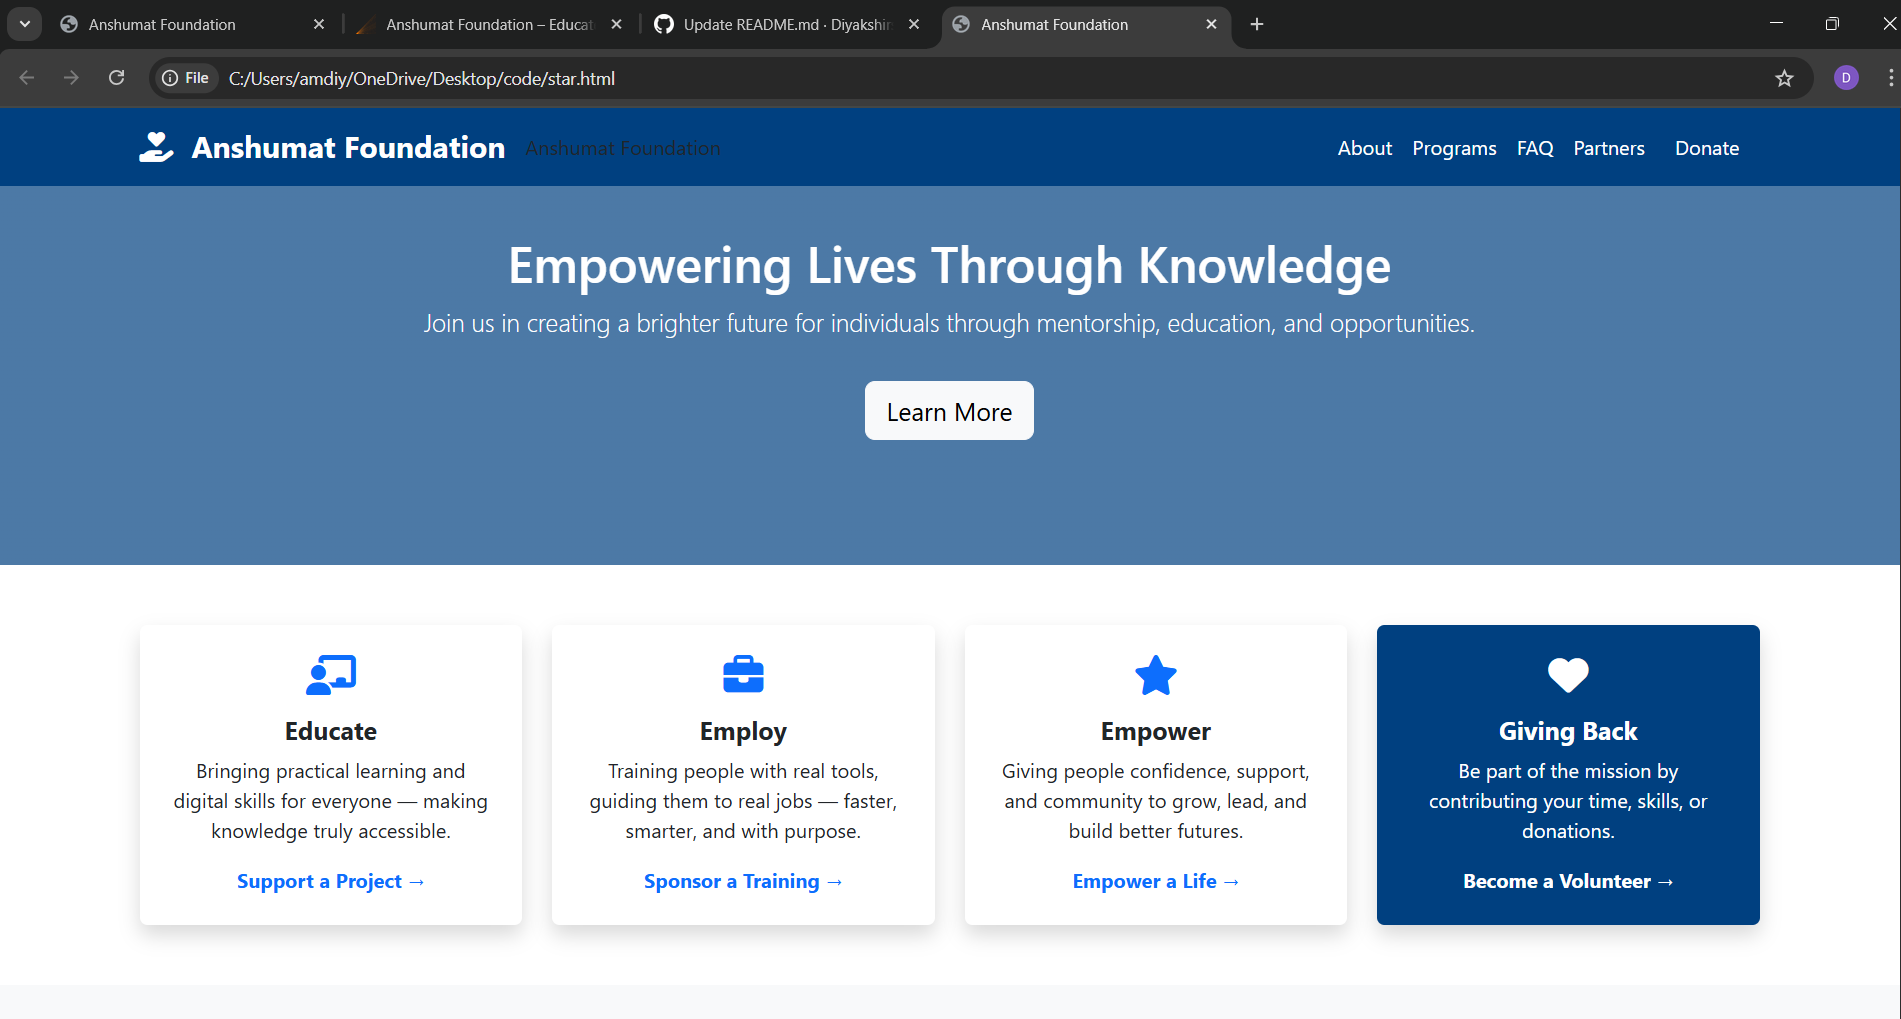 Anshumat Foundation
Anshumat Foundation – Educat
Update README.md · Diyakshir
Anshumat Foundation
File C:/Users/amdiy/OneDrive/Desktop/code/star.html
D
Anshumat Foundation Anshumat Foundation
About Programs FAQ Partners Donate
Empowering Lives Through Knowledge
Join us in creating a brighter future for individuals through mentorship, education, and opportunities.
Learn More
Educate
Bringing practical learning and
digital skills for everyone — making
knowledge truly accessible.
Support a Project →
Employ
Training people with real tools,
guiding them to real jobs — faster,
smarter, and with purpose.
Sponsor a Training →
Empower
Giving people confidence, support,
and community to grow, lead, and
build better futures.
Empower a Life →
Giving Back
Be part of the mission by
contributing your time, skills, or
donations.
Become a Volunteer →